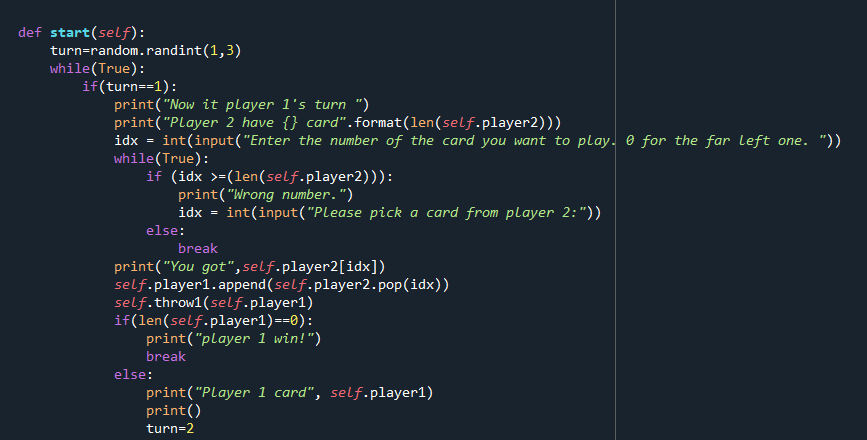 def start(self):
    turn=random.randint(1,3)
    while(True):
        if(turn==1):
            print("Now it player 1's turn ")
            print("Player 2 have {} card".format(len(self.player2)))
            idx = int(input("Enter the number of the card you want to play. 0 for the far left one. "))
            while(True):
                if (idx >=(len(self.player2))):
                    print("Wrong number.")
                    idx = int(input("Please pick a card from player 2:"))
                else:
                    break
            print("You got",self.player2[idx])
            self.player1.append(self.player2.pop(idx))
            self.throw1(self.player1)
            if(len(self.player1)==0):
                print("player 1 win!")
                break
            else:
                print("Player 1 card", self.player1)
                print()
                turn=2